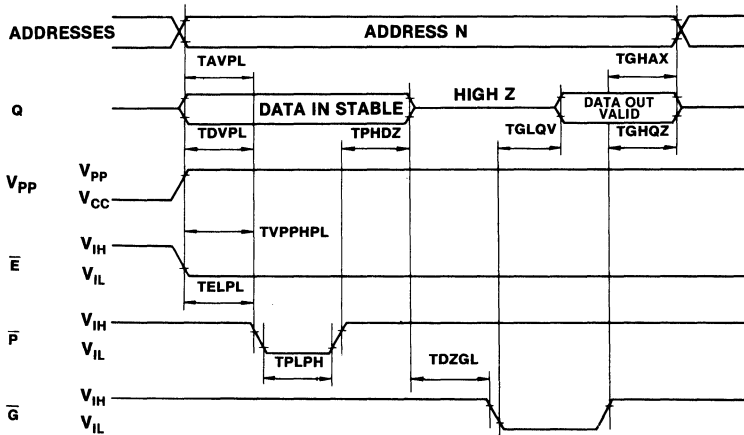 ADDRESSES
ADDRESS N
TAVPL
TGHAX
Q
DATA IN STABLE
HIGH Z
DATA OUT
VALID
TDVPL
TPHDZ
TGLQV
TGHQZ
VPP
VPP
VCC
TVPPHPL
E
VIH
VIL
TELPL
P
VIH
VIL
TPLPH
TDZGL
G
VIH
VIL